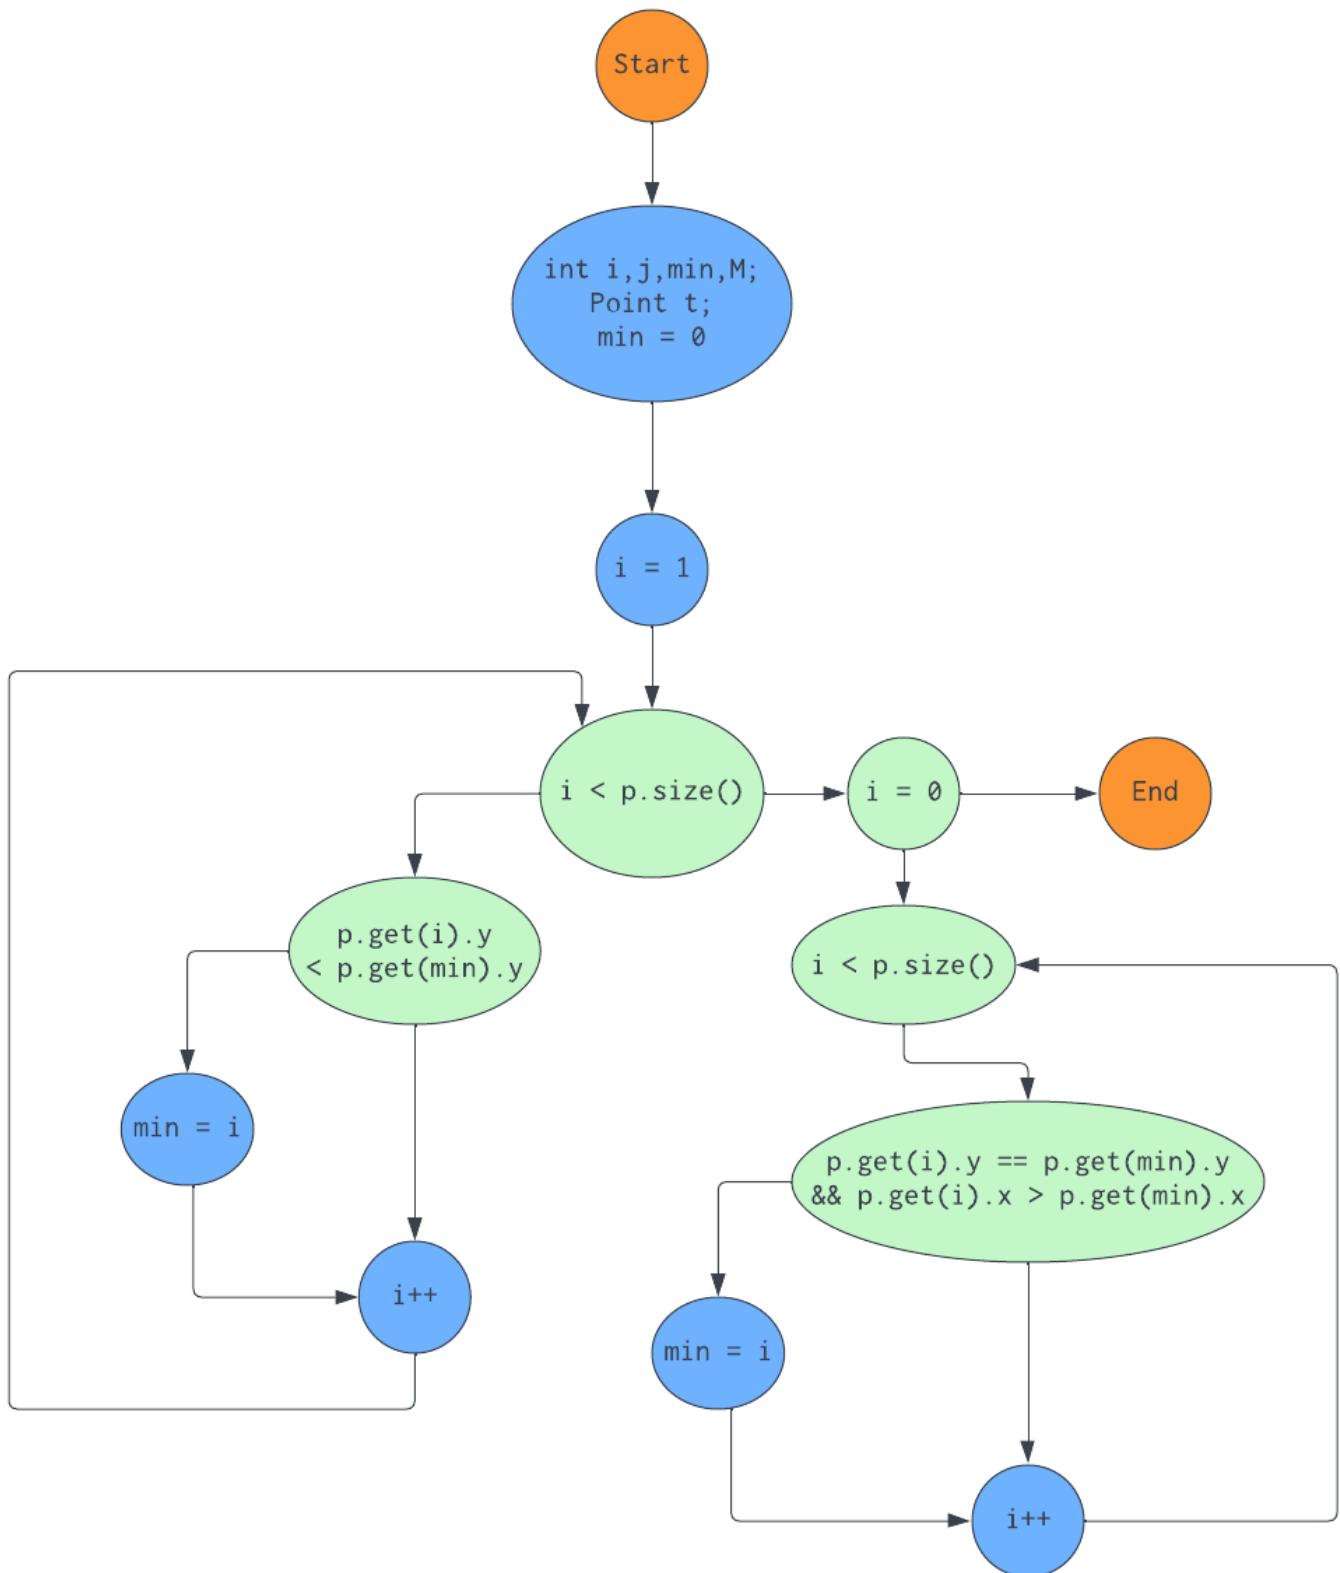 Start
int i,j,min,M;
Point t;
min = 0
i = 1
i < p.size()
i = 0
End
p.get(i).y
< p.get(min).y
i < p.size()
min = i
p.get(i).y == p.get(min).y
&& p.get(i).x > p.get(min).x
i++
min = i
i++